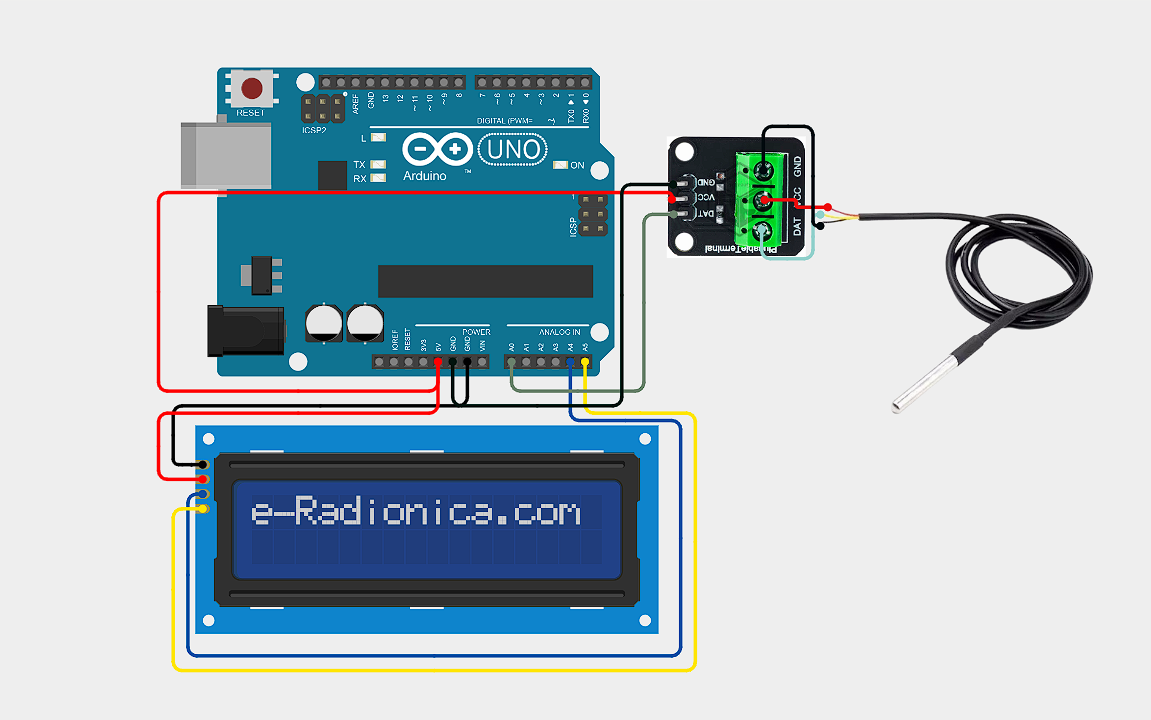 RESET
ICSP2
AREF
GND
13
12
~11
~10
~9
8
7
~6
~5
4
~3
2
TX0 ▶ 1
RX0 ◀ 0
DIGITAL (PWM= ~)
L
TX
RX
UNO
™
Arduino
ON
ICSP
1
IOREF
RESET
3V3
5V
GND
GND
VIN
POWER
ANALOG IN
A0
A1
A2
A3
A4
A5
GND
VCC
DAT
GND
VCC
DAT
PluggableTerminal
e-Radionica.com